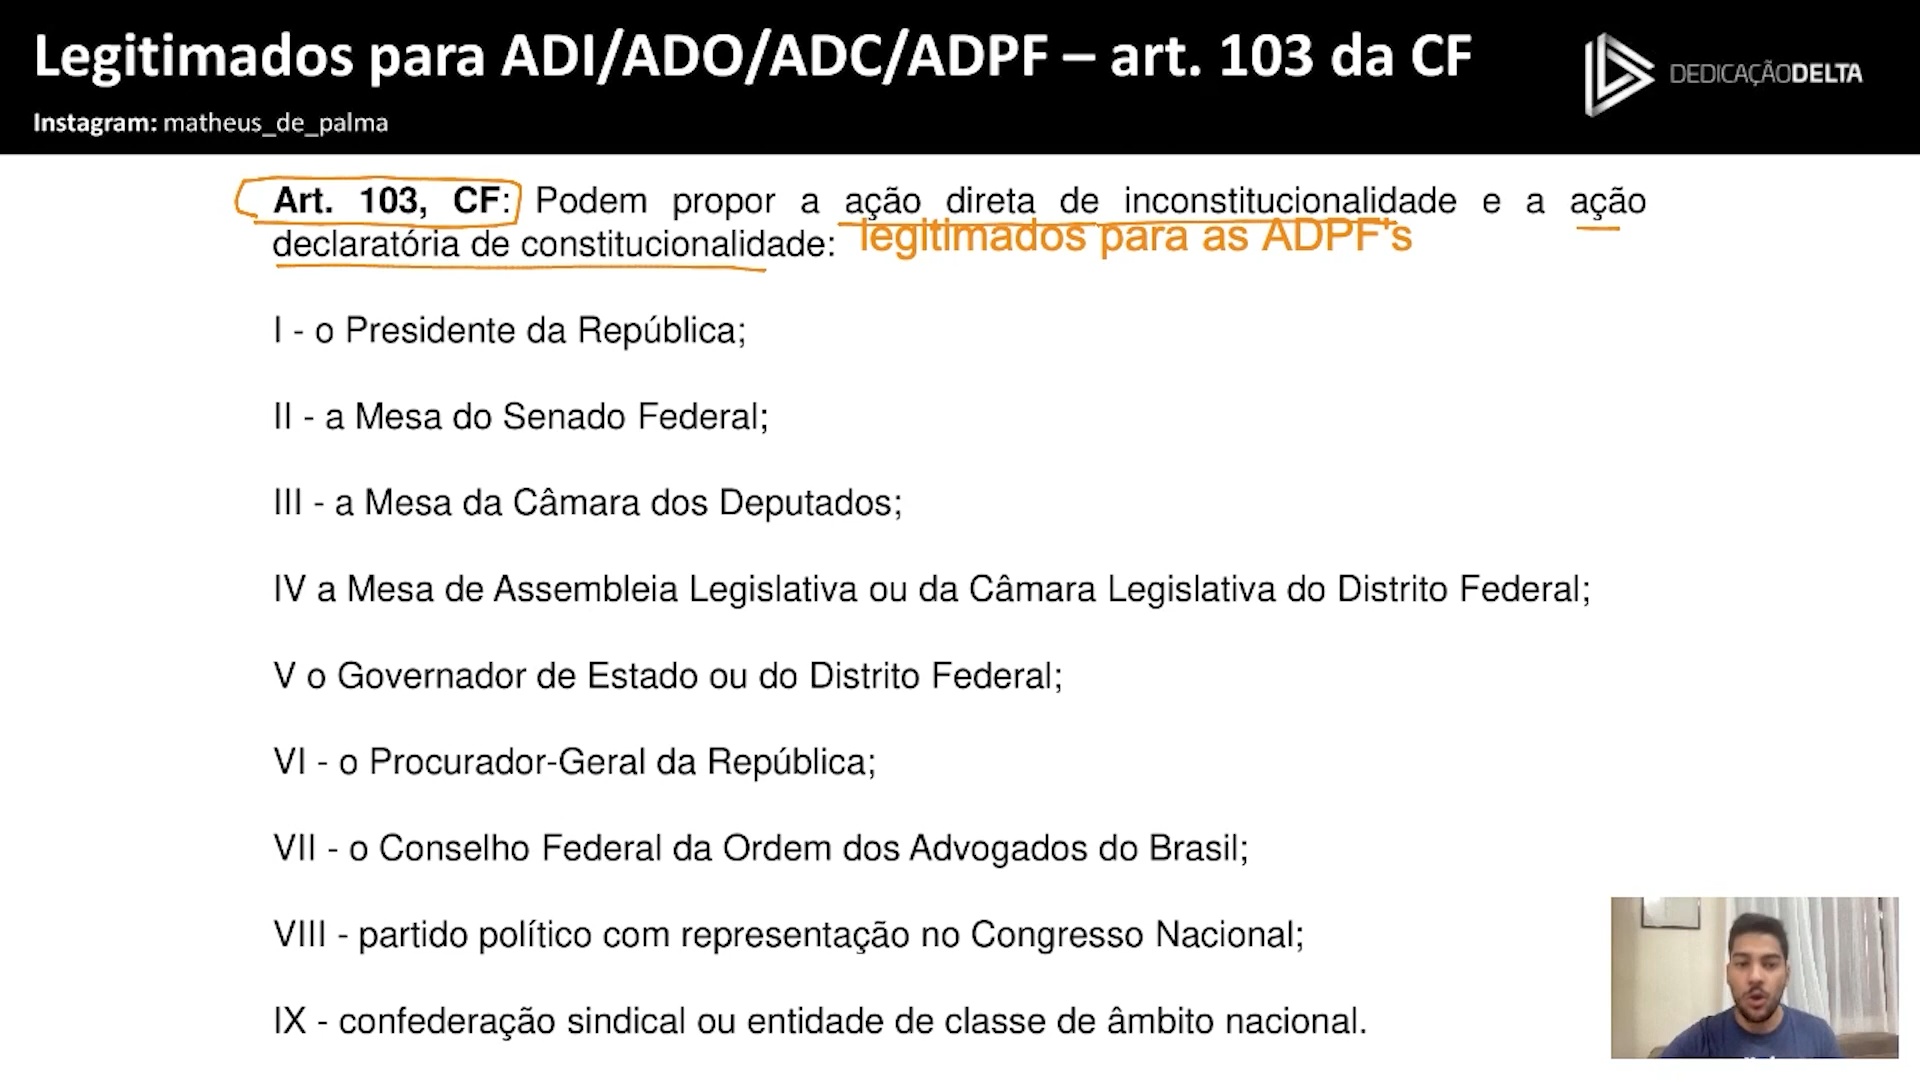 Legitimados para ADI/ADO/ADC/ADPF – art. 103 da CF
Instagram: matheus_de_palma
DEDICAÇÃODELTA
Art. 103, CF: Podem propor a ação direta de inconstitucionalidade e a ação
declaratória de constitucionalidade: legitimados para as ADPF's
I - o Presidente da República;
II - a Mesa do Senado Federal;
III - a Mesa da Câmara dos Deputados;
IV a Mesa de Assembleia Legislativa ou da Câmara Legislativa do Distrito Federal;
V o Governador de Estado ou do Distrito Federal;
VI - o Procurador-Geral da República;
VII - o Conselho Federal da Ordem dos Advogados do Brasil;
VIII - partido político com representação no Congresso Nacional;
IX - confederação sindical ou entidade de classe de âmbito nacional.